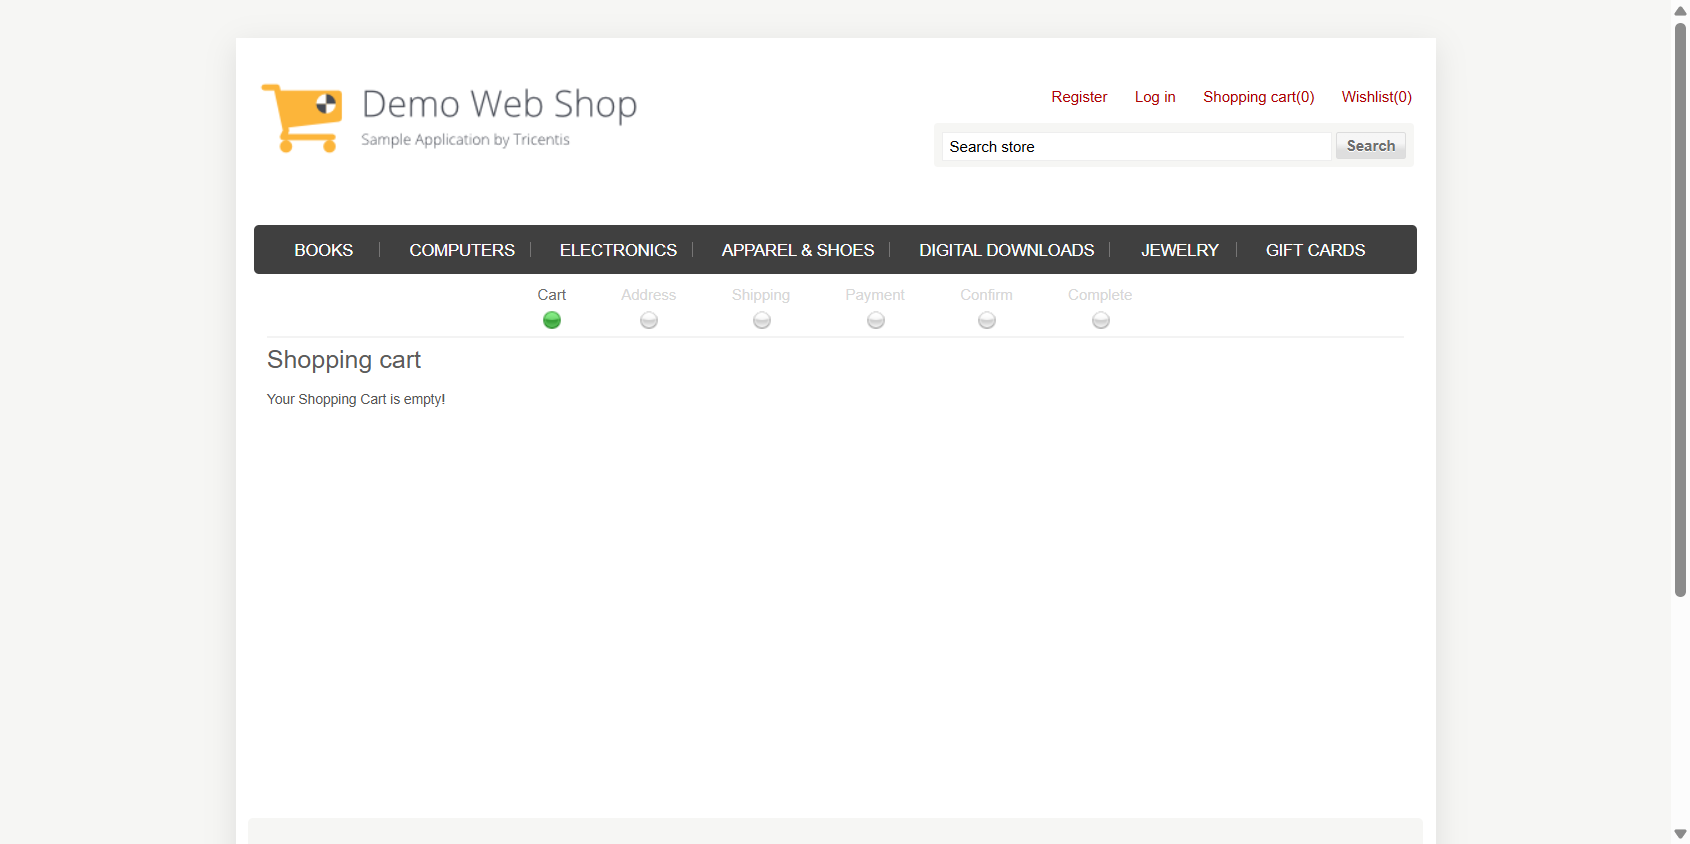 Demo Web Shop
Sample Application by Tricentis
Register Log in Shopping cart(0) Wishlist(0)
Search store Search
BOOKS COMPUTERS ELECTRONICS APPAREL & SHOES DIGITAL DOWNLOADS JEWELRY GIFT CARDS
Cart Address Shipping Payment Confirm Complete
Shopping cart
Your Shopping Cart is empty!